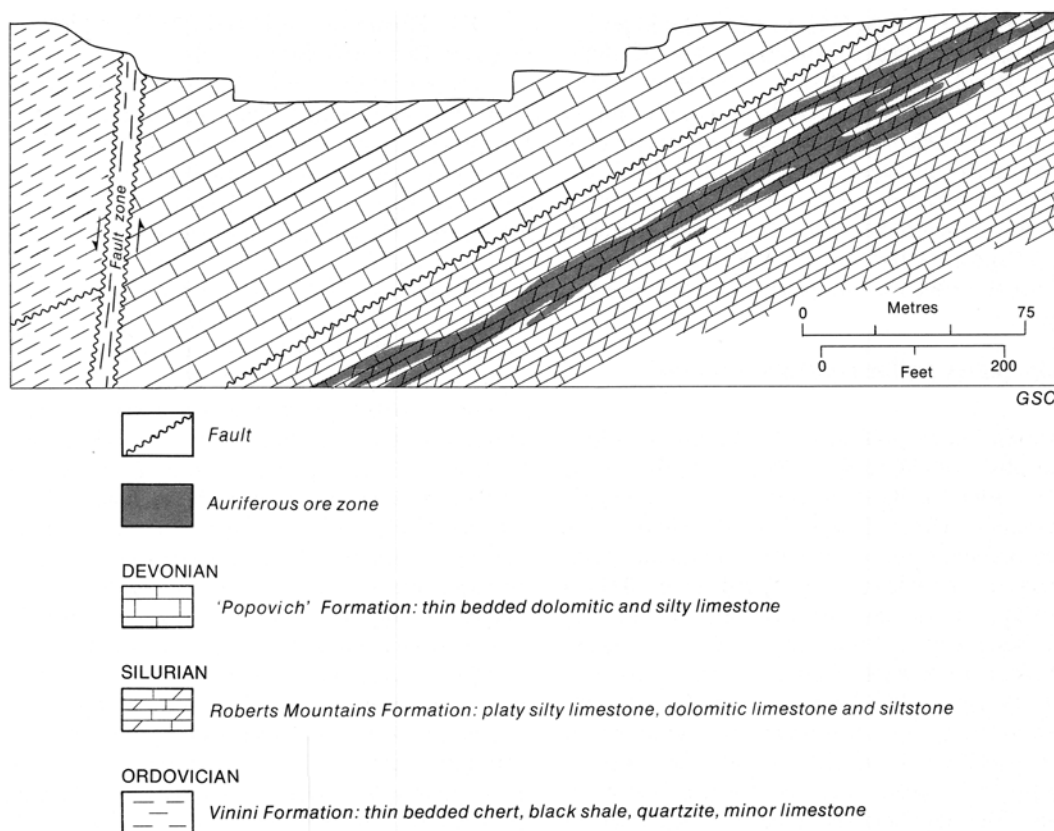 Fault zone
0 Metres 75
0 Feet 200
GSC
Fault
Auriferous ore zone
DEVONIAN
'Popovich' Formation: thin bedded dolomitic and silty limestone
SILURIAN
Roberts Mountains Formation: platy silty limestone, dolomitic limestone and siltstone
ORDOVICIAN
Vinini Formation: thin bedded chert, black shale, quartzite, minor limestone